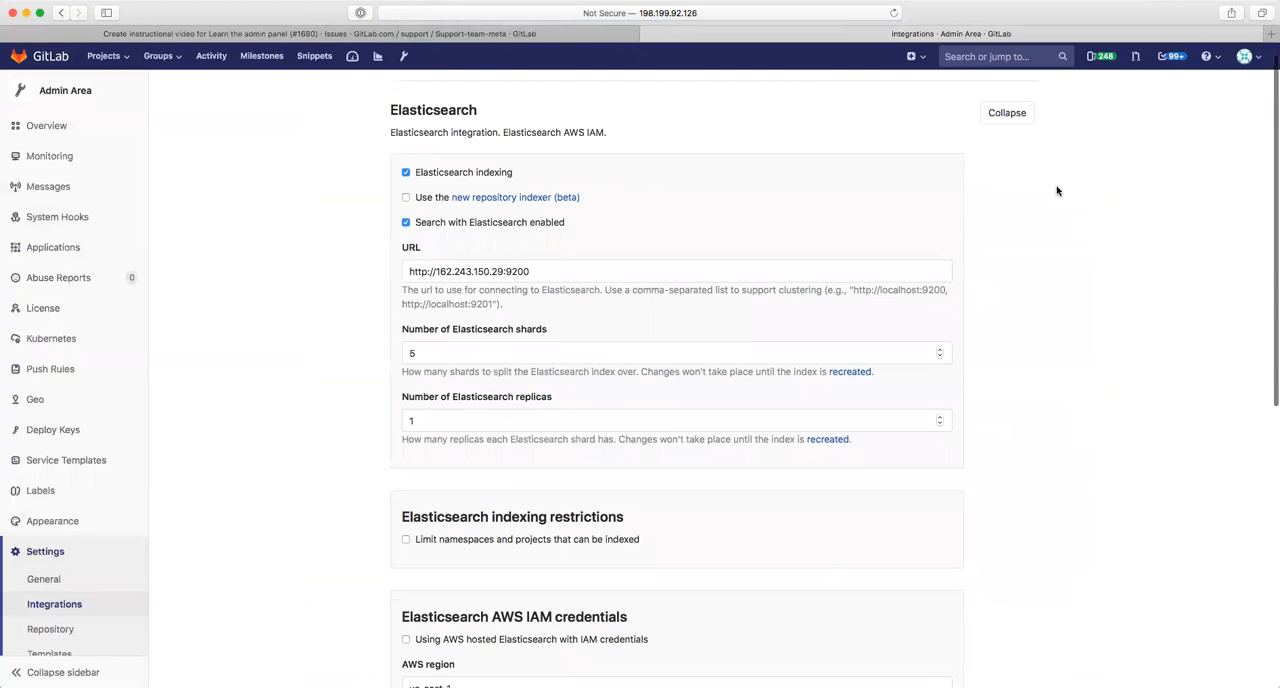 Not Secure — 198.199.92.126
Create instructional video for Learn the admin panel (#1680) · Issues · GitLab.com / support / Support-team-meta · GitLab
Integrations · Admin Area · GitLab
GitLab Projects Groups Activity Milestones Snippets Search or jump to... 248 99+
Admin Area
Overview
Monitoring
Messages
System Hooks
Applications
Abuse Reports 0
License
Kubernetes
Push Rules
Geo
Deploy Keys
Service Templates
Labels
Appearance
Settings
General
Integrations
Repository
Templates
Collapse sidebar
Elasticsearch
Collapse
Elasticsearch integration. Elasticsearch AWS IAM.
Elasticsearch indexing
Use the new repository indexer (beta)
Search with Elasticsearch enabled
URL
http://162.243.150.29:9200
The url to use for connecting to Elasticsearch. Use a comma-separated list to support clustering (e.g., "http://localhost:9200,
http://localhost:9201").
Number of Elasticsearch shards
5
How many shards to split the Elasticsearch index over. Changes won't take place until the index is recreated.
Number of Elasticsearch replicas
1
How many replicas each Elasticsearch shard has. Changes won't take place until the index is recreated.
Elasticsearch indexing restrictions
Limit namespaces and projects that can be indexed
Elasticsearch AWS IAM credentials
Using AWS hosted Elasticsearch with IAM credentials
AWS region
us-east-1